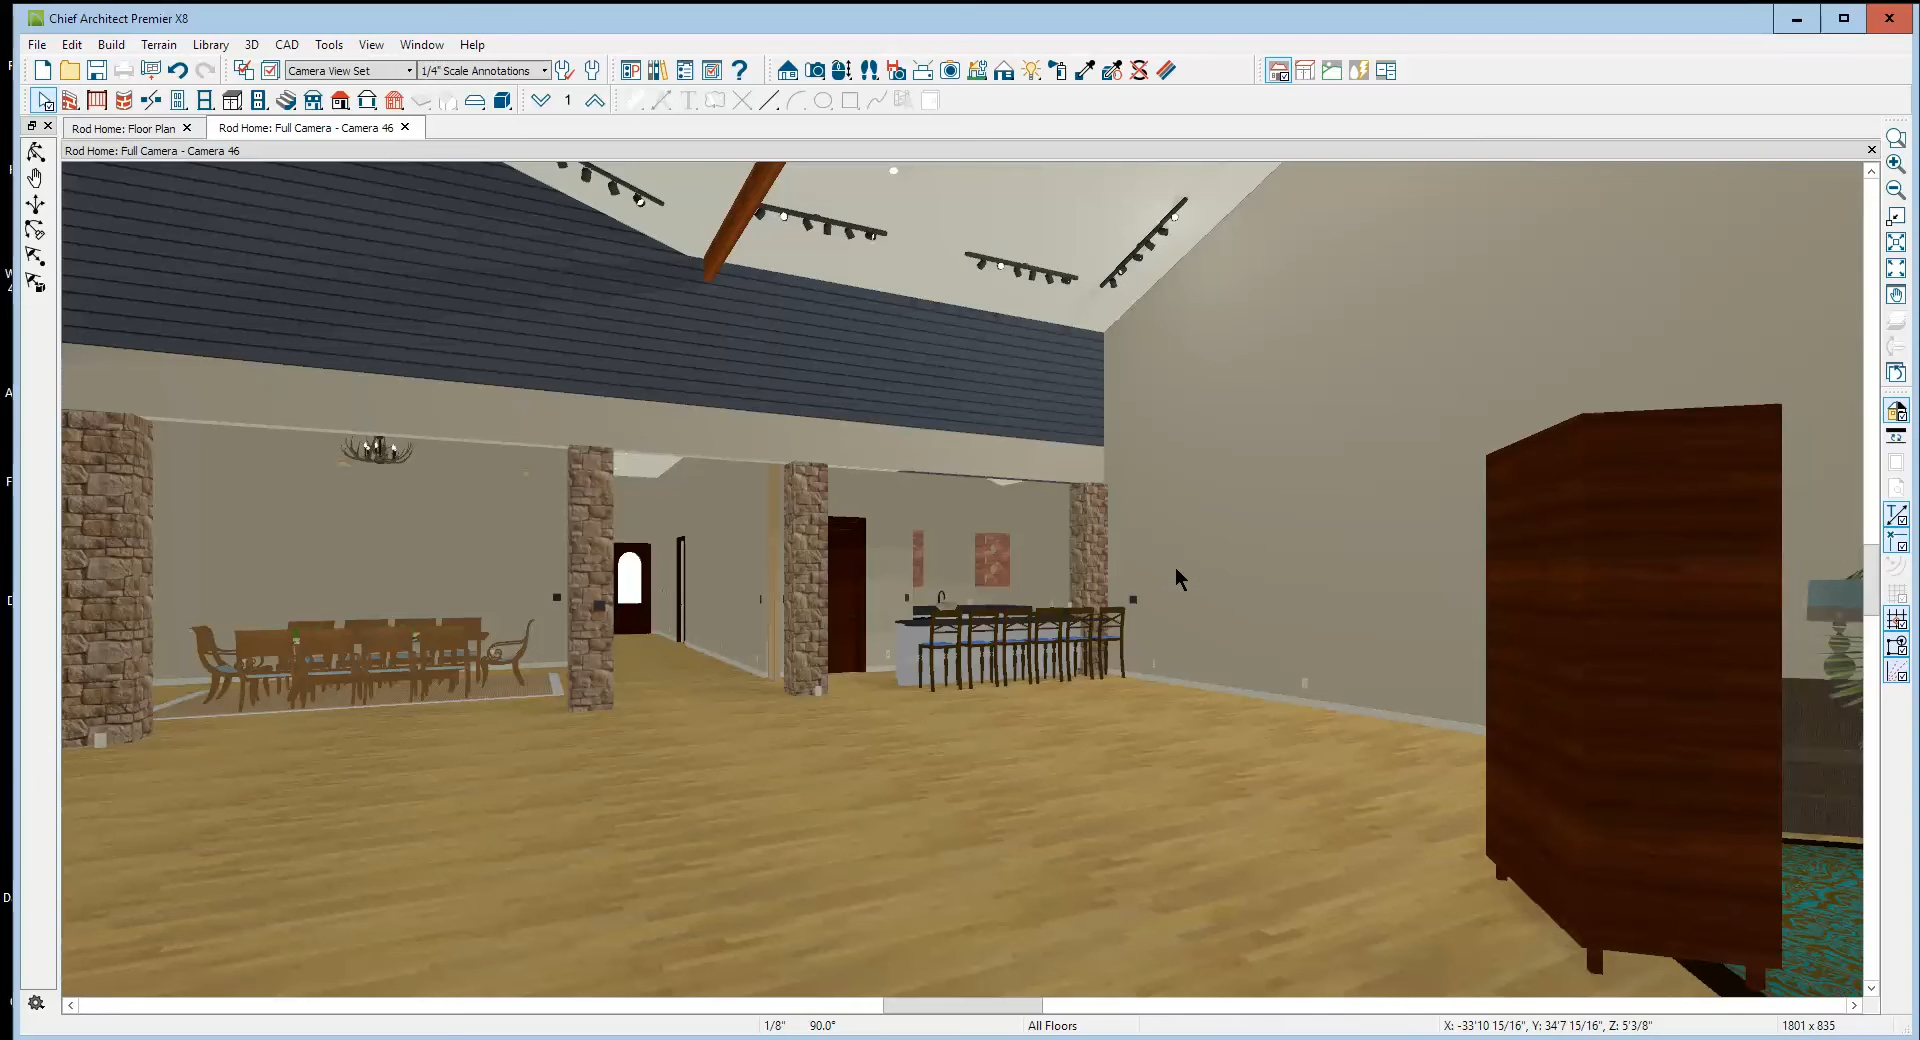 Chief Architect Premier X8
File Edit Build Terrain Library 3D CAD Tools View Window Help
Camera View Set 1/4" Scale Annotations
1
Rod Home: Floor Plan Rod Home: Full Camera - Camera 46
Rod Home: Full Camera - Camera 46
1/8" 90.0° All Floors X: -33'10 15/16", Y: 34'7 15/16", Z: 5'3/8" 1801 x 835